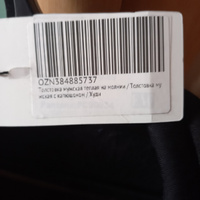 OZN384885737
Толстовка мужская теплая на молнии / Толстовка му
жская с капюшоном / Худи